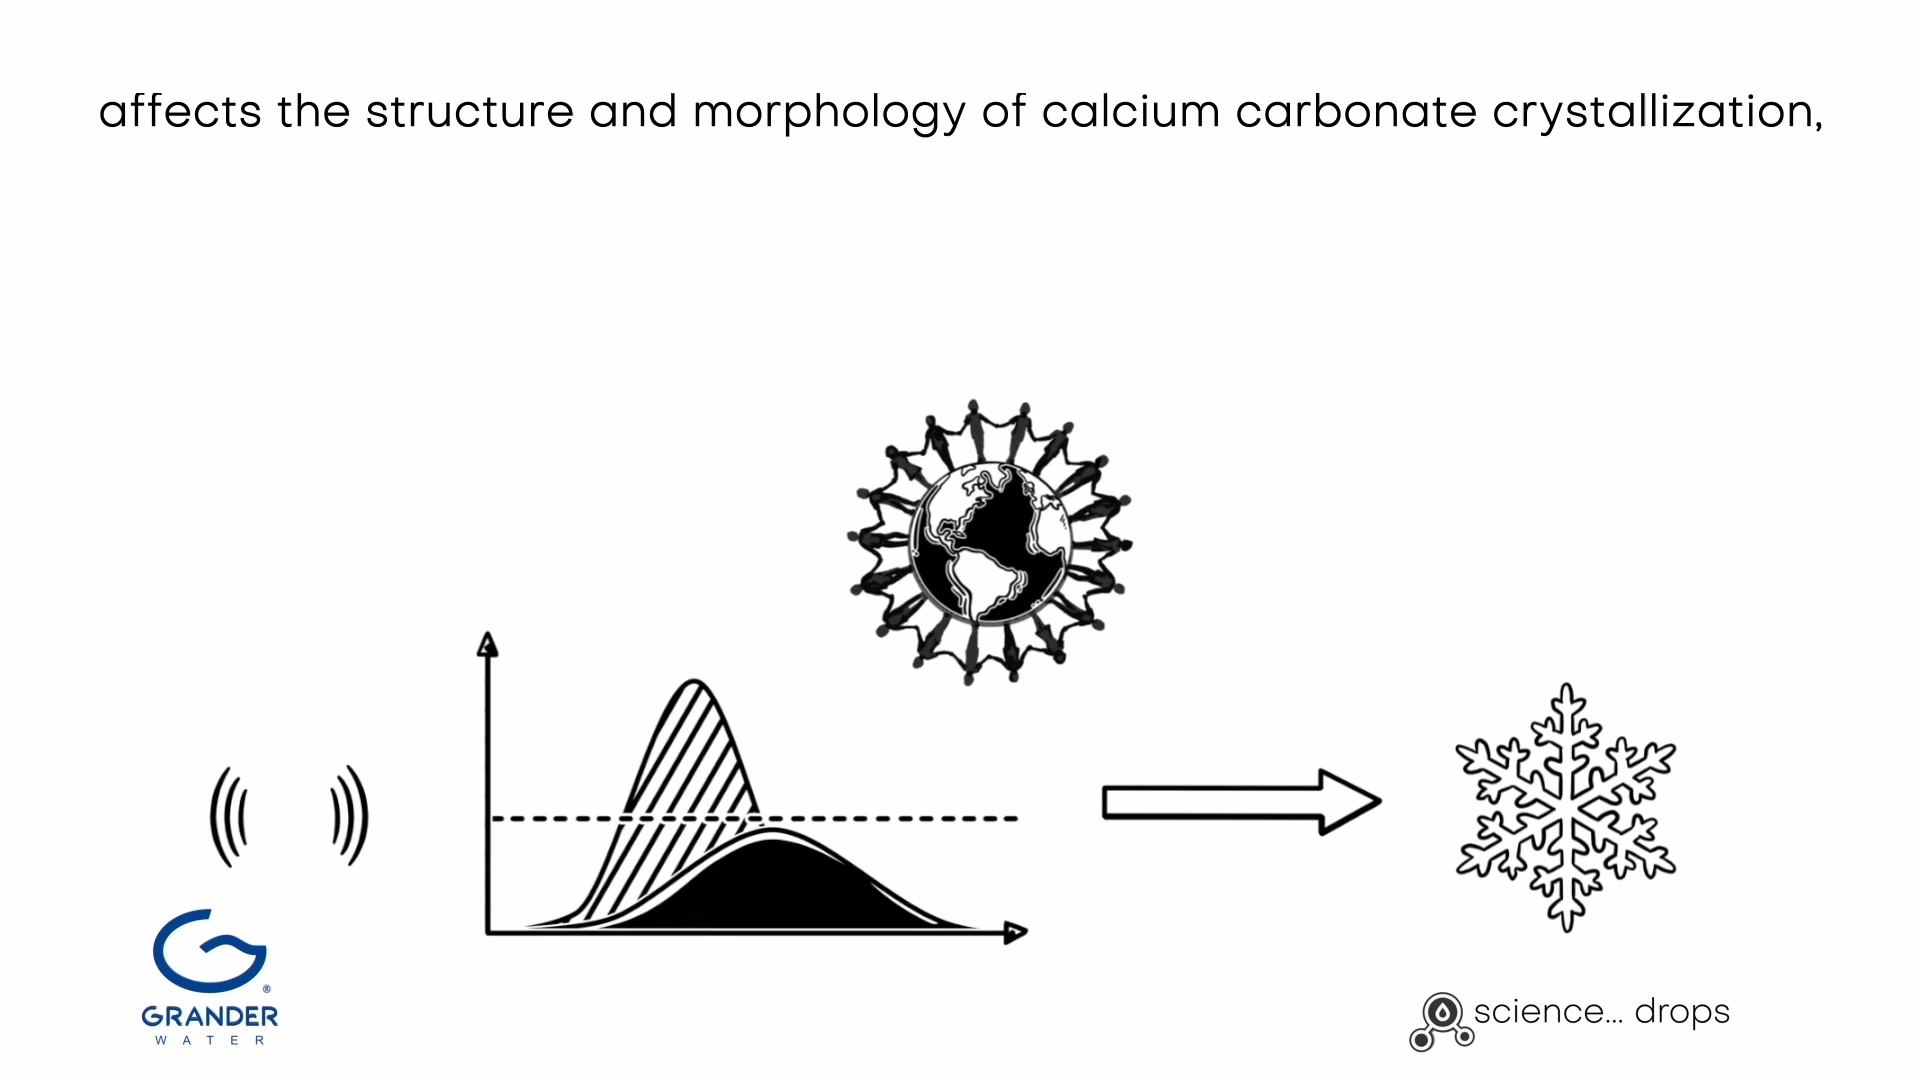 affects the structure and morphology of calcium carbonate crystallization,
GRANDER
WATER
®
science... drops